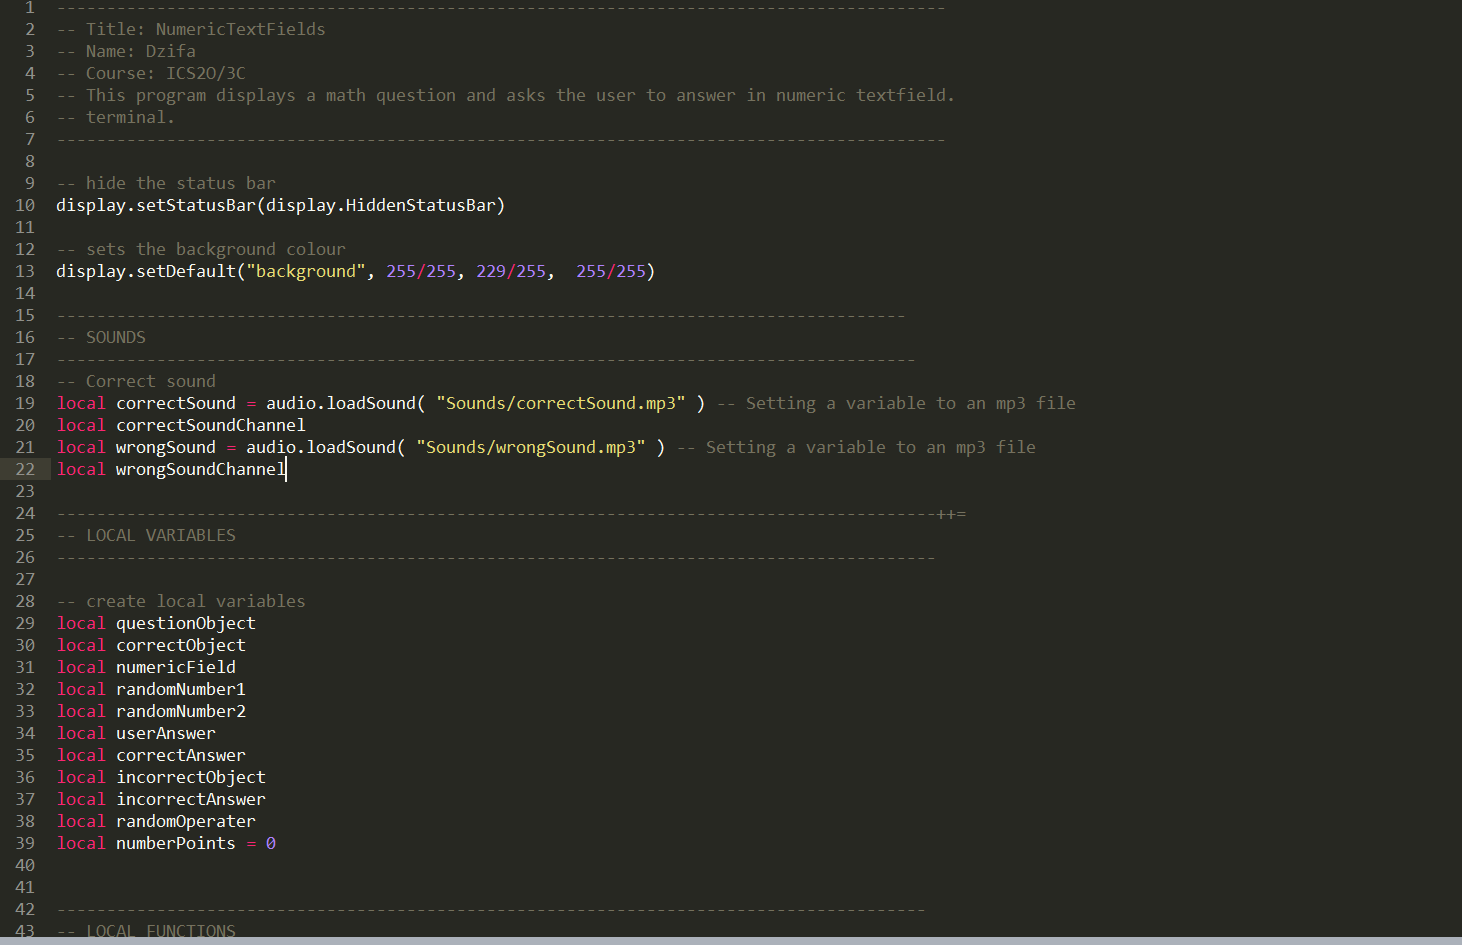 1 -----------------------------------------------------------------------------------------
2 -- Title: NumericTextFields
3 -- Name: Dzifa
4 -- Course: ICS2O/3C
5 -- This program displays a math question and asks the user to answer in numeric textfield.
6 -- terminal.
7 -----------------------------------------------------------------------------------------
8
9 -- hide the status bar
10 display.setStatusBar(display.HiddenStatusBar)
11
12 -- sets the background colour
13 display.setDefault("background", 255/255, 229/255,  255/255)
14
15 -------------------------------------------------------------------------------------
16 -- SOUNDS
17 --------------------------------------------------------------------------------------
18 -- Correct sound
19 local correctSound = audio.loadSound( "Sounds/correctSound.mp3" ) -- Setting a variable to an mp3 file
20 local correctSoundChannel
21 local wrongSound = audio.loadSound( "Sounds/wrongSound.mp3" ) -- Setting a variable to an mp3 file
22 local wrongSoundChannel
23
24 ----------------------------------------------------------------------------------------++=
25 -- LOCAL VARIABLES
26 ----------------------------------------------------------------------------------------
27
28 -- create local variables
29 local questionObject
30 local correctObject
31 local numericField
32 local randomNumber1
33 local randomNumber2
34 local userAnswer
35 local correctAnswer
36 local incorrectObject
37 local incorrectAnswer
38 local randomOperater
39 local numberPoints = 0
40
41
42 ---------------------------------------------------------------------------------------
43 -- LOCAL FUNCTIONS